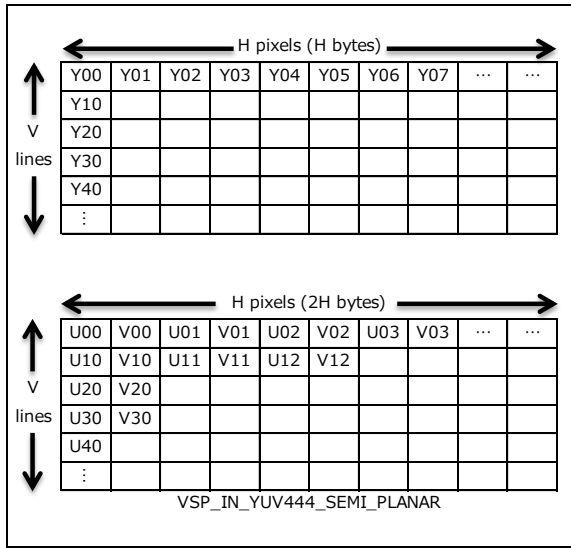 H pixels (H bytes)
Y00 Y01 Y02 Y03 Y04 Y05 Y06 Y07 … …
Y10
Y20
Y30
Y40
⋮
V
lines
H pixels (2H bytes)
U00 V00 U01 V01 U02 V02 U03 V03 … …
U10 V10 U11 V11 U12 V12
U20 V20
U30 V30
U40
⋮
V
lines
VSP_IN_YUV444_SEMI_PLANAR